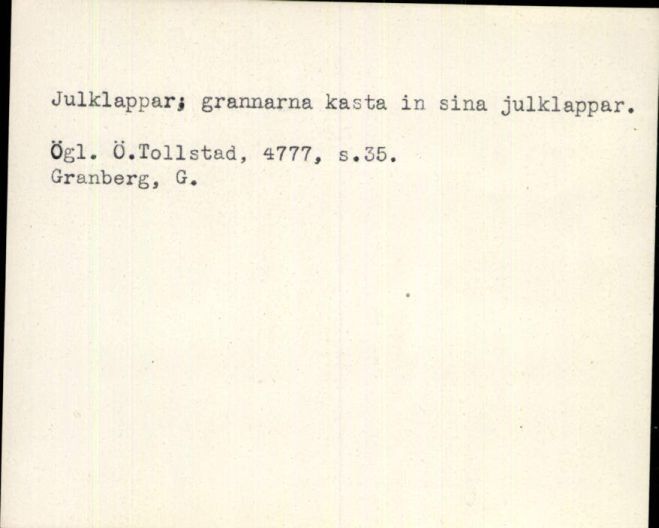 Julklappar; grannarna kasta in sina julklappar.
Ögl. Ö.Tollstad, 4777, s.35.
Granberg, G.